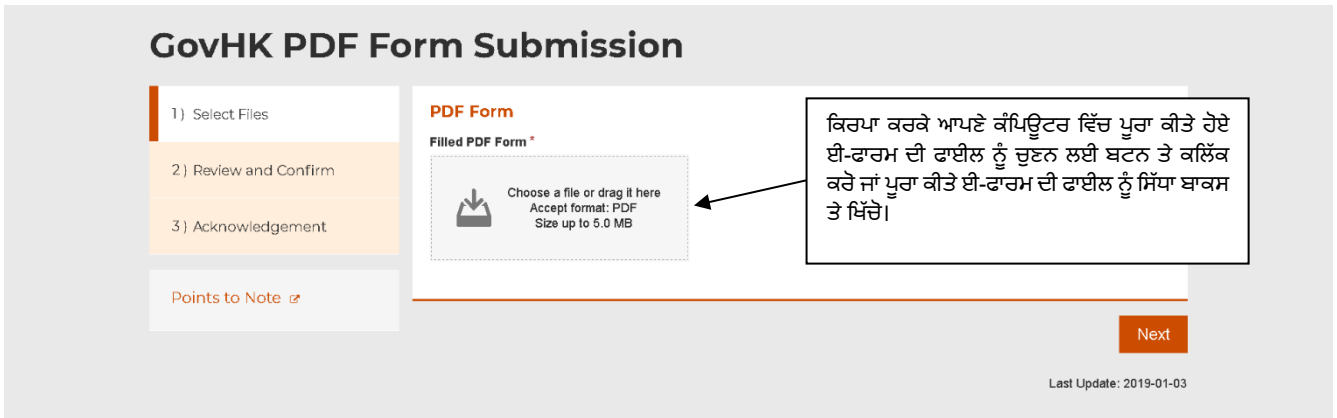 GovHK PDF Form Submission
1) Select Files
2) Review and Confirm
3) Acknowledgement
Points to Note
PDF Form
Filled PDF Form *
Choose a file or drag it here
Accept format: PDF
Size up to 5.0 MB
ਕਿਰਪਾ ਕਰਕੇ ਆਪਣੇ ਕੰਪਿਊਟਰ ਵਿੱਚ ਪੂਰਾ ਕੀਤੇ ਹੋਏ
ਈ-ਫਾਰਮ ਦੀ ਫਾਈਲ ਨੂੰ ਚੁਣਨ ਲਈ ਬਟਨ ਤੇ ਕਲਿੱਕ
ਕਰੋ ਜਾਂ ਪੂਰਾ ਕੀਤੇ ਈ-ਫਾਰਮ ਦੀ ਫਾਈਲ ਨੂੰ ਸਿੱਧਾ ਬਾਕਸ
ਤੇ ਖਿੱਚੋ।
Next
Last Update: 2019-01-03